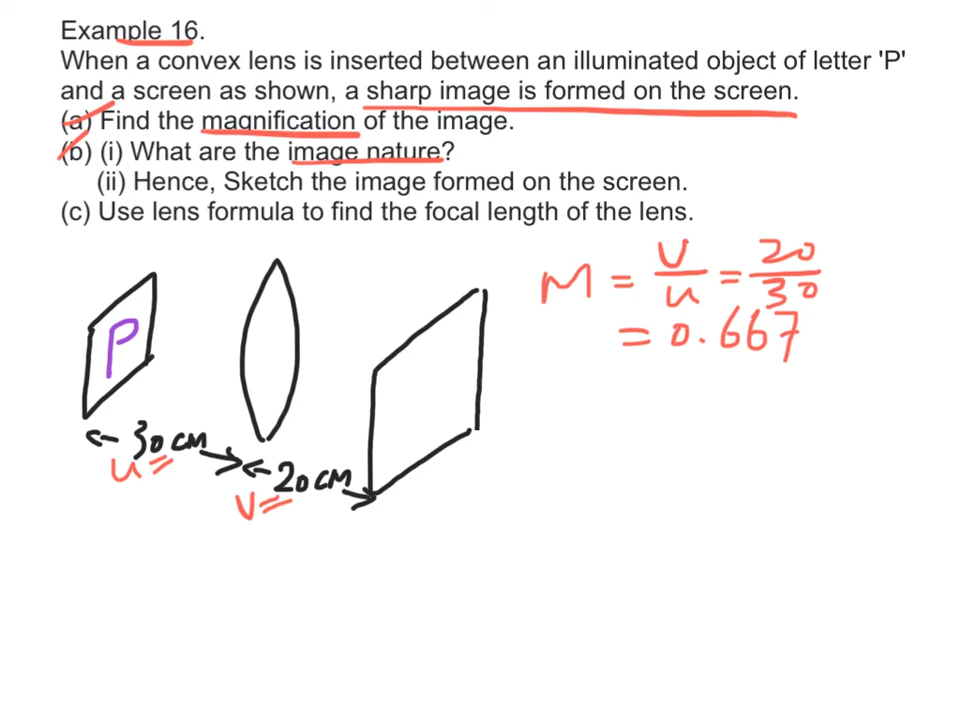 Example 16.
When a convex lens is inserted between an illuminated object of letter 'P'
and a screen as shown, a sharp image is formed on the screen.
(a) Find the magnification of the image.
(b) (i) What are the image nature?
(ii) Hence, Sketch the image formed on the screen.
(c) Use lens formula to find the focal length of the lens.
M = v/u = 20/30
= 0.667
P
30 cm
u =
20 cm
v =